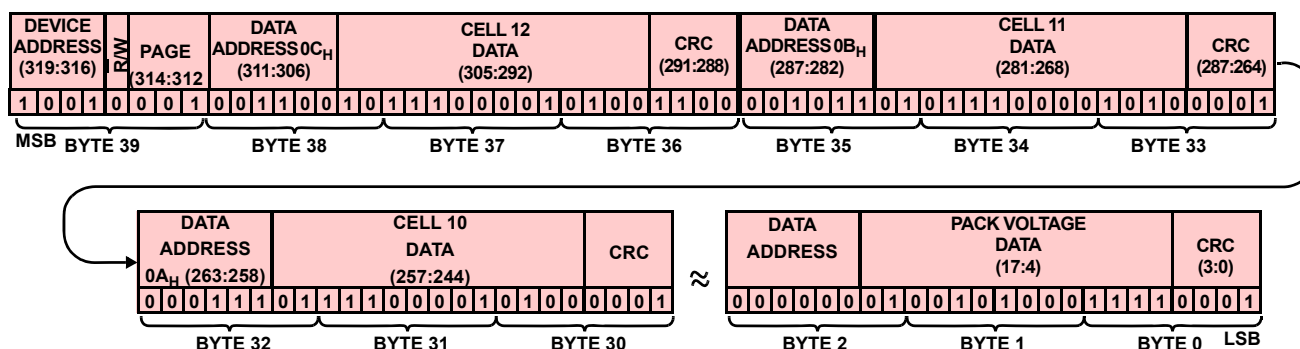 DEVICE ADDRESS (319:316)
R/W
PAGE (314:312
DATA ADDRESS 0CH (311:306)
CELL 12 DATA (305:292)
CRC (291:288)
DATA ADDRESS 0BH (287:282)
CELL 11 DATA (281:268)
CRC (287:264)
1 0 0 1 0 0 0 1 0 0 1 1 0 0 1 0 1 1 1 0 0 0 0 1 0 1 0 0 1 1 0 0 0 0 1 0 1 1 0 1 0 1 1 1 0 0 0 0 1 0 1 0 0 0 0 1
MSB BYTE 39 BYTE 38 BYTE 37 BYTE 36 BYTE 35 BYTE 34 BYTE 33
DATA ADDRESS 0AH (263:258)
CELL 10 DATA (257:244)
CRC
≈
DATA ADDRESS
PACK VOLTAGE DATA (17:4)
CRC (3:0)
0 0 0 1 1 1 0 1 1 1 1 0 0 0 0 1 0 1 0 0 0 0 0 1
0 0 0 0 0 0 0 1 0 0 1 0 1 0 0 0 1 1 1 1 0 0 0 1
BYTE 32 BYTE 31 BYTE 30 BYTE 2 BYTE 1 BYTE 0 LSB